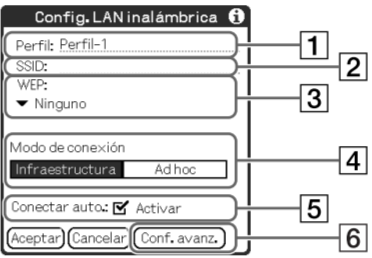 Config. LAN inalámbrica i
Perfil: Perfil-1 1
SSID: 2
WEP: 3
Ninguno
Modo de conexión 4
Infraestructura Ad hoc
Conectar auto.: Activar 5
Aceptar Cancelar Conf. avanz. 6